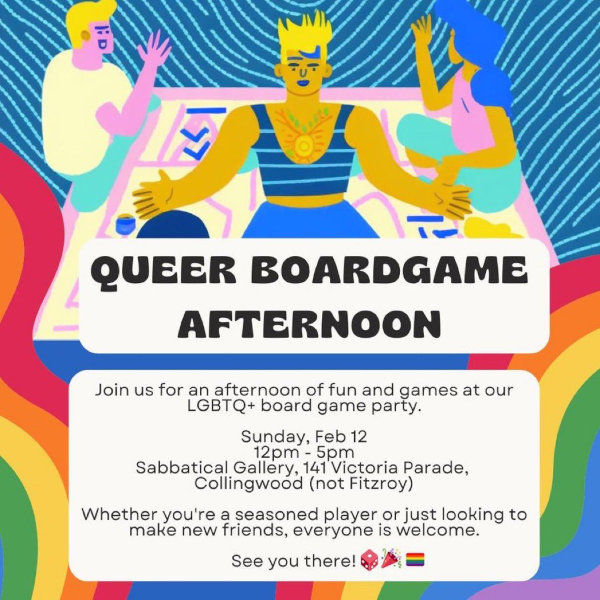 QUEER BOARDGAME
AFTERNOON
Join us for an afternoon of fun and games at our
LGBTQ+ board game party.
Sunday, Feb 12
12pm - 5pm
Sabbatical Gallery, 141 Victoria Parade,
Collingwood (not Fitzroy)
Whether you're a seasoned player or just looking to
make new friends, everyone is welcome.
See you there! 🎲🎉🏳️‍🌈